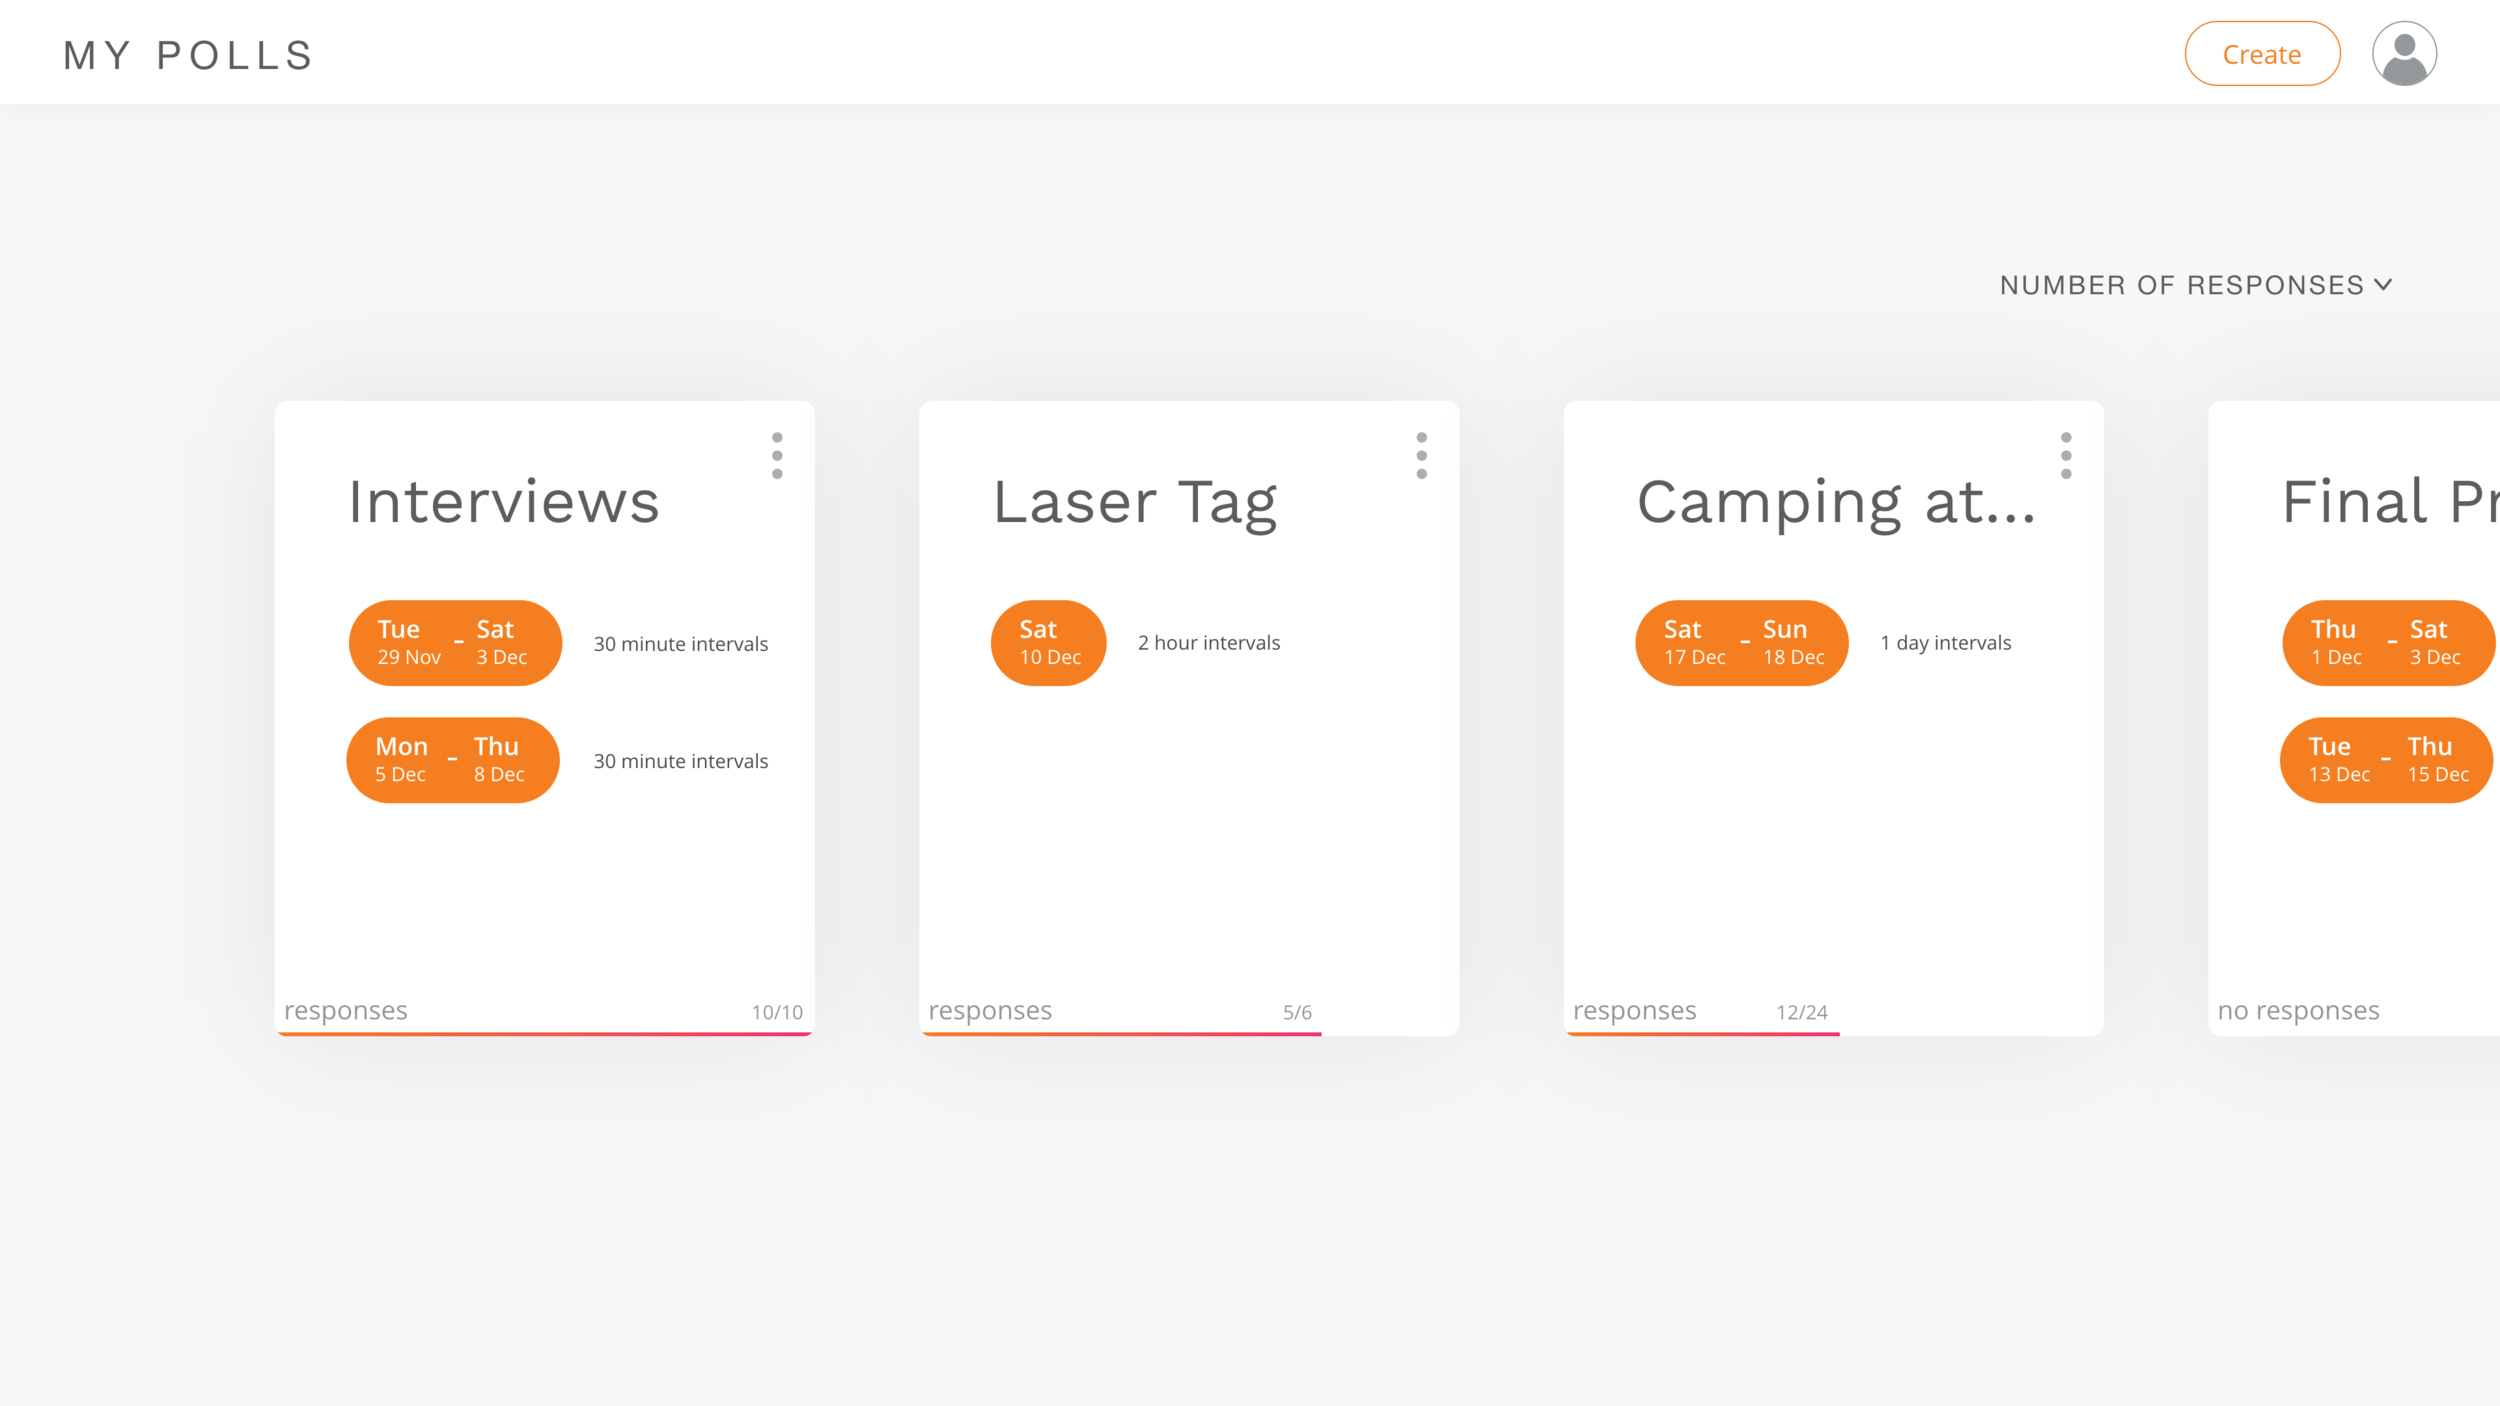 MY POLLS
Create
NUMBER OF RESPONSES
Interviews
Tue - Sat
29 Nov 3 Dec
30 minute intervals
Mon - Thu
5 Dec 8 Dec
30 minute intervals
responses 10/10
Laser Tag
Sat
10 Dec
2 hour intervals
responses 5/6
Camping at...
Sat - Sun
17 Dec 18 Dec
1 day intervals
responses 12/24
Final
Thu - Sat
1 Dec 3 Dec
Tue - Thu
13 Dec 15 Dec
no responses